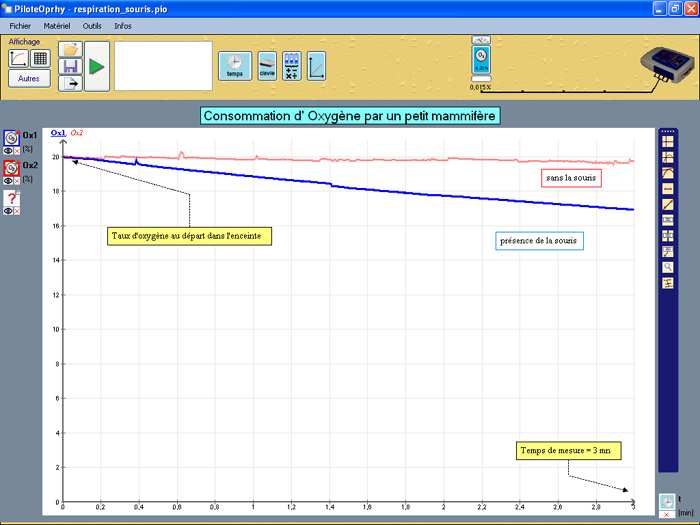 PiloteOprhy - respiration_souris.pio
Fichier Matériel Outils Infos
Affichage
Autres
temps
clavie
0,015%
Consommation d' Oxygène par un petit mammifère
Ox1
(%)
Ox2
(%)
?
Ox1, Ox2
20
18
16
14
12
10
8
6
4
2
0
sans la souris
présence de la souris
Taux d'oxygène au départ dans l'enceinte
Temps de mesure = 3 mn
0 0,2 0,4 0,6 0,8 1 1,2 1,4 1,6 1,8 2 2,2 2,4 2,6 2,8 3
t
(min)